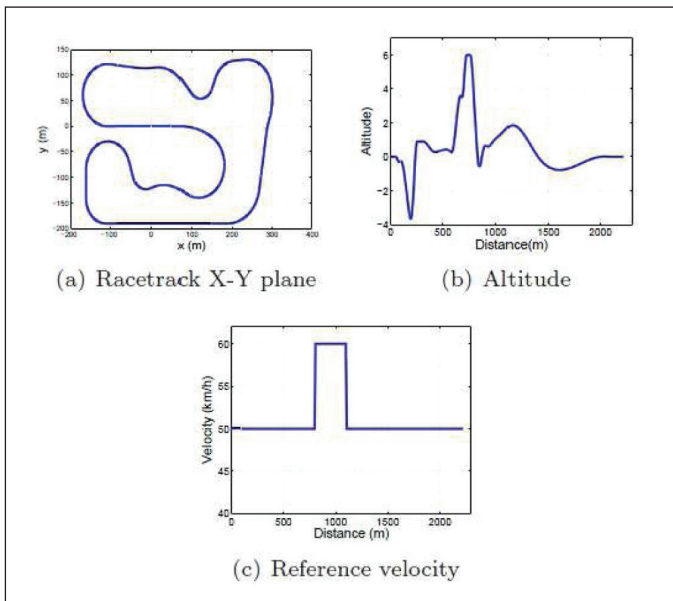 150
100
50
0
-50
-100
-150
-200
y (m)
-200 -100 0 100 200 300 400
x (m)
(a) Racetrack X-Y plane
6
4
2
0
-2
-4
Altitude)
0 500 1000 1500 2000
Distance(m)
(b) Altitude
60
55
50
45
40
Velocity (km/h)
0 500 1000 1500 2000
Distance (m)
(c) Reference velocity